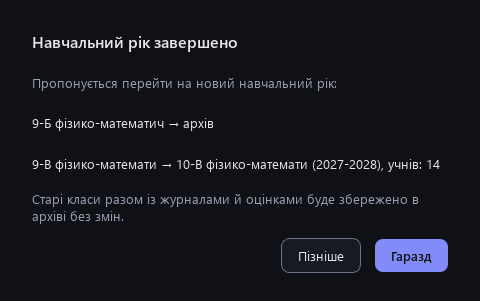 Навчальний рік завершено
Пропонується перейти на новий навчальний рік:
9-Б фізико-математич → архів
9-В фізико-математи → 10-В фізико-математи (2027-2028), учнів: 14
Старі класи разом із журналами й оцінками буде збережено в
архіві без змін.
Пізніше
Гаразд